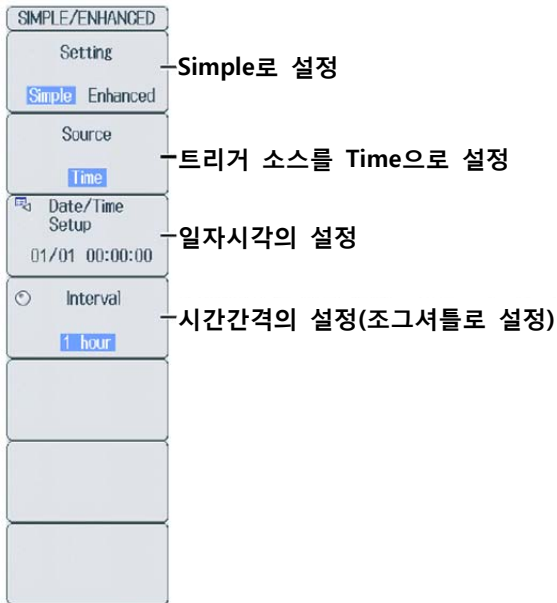 SIMPLE/ENHANCED
Setting
Simple Enhanced
Simple로 설정
Source
Time
트리거 소스를 Time으로 설정
Date/Time
Setup
01/01 00:00:00
일자시각의 설정
Interval
1 hour
시간간격의 설정(조그셔틀로 설정)